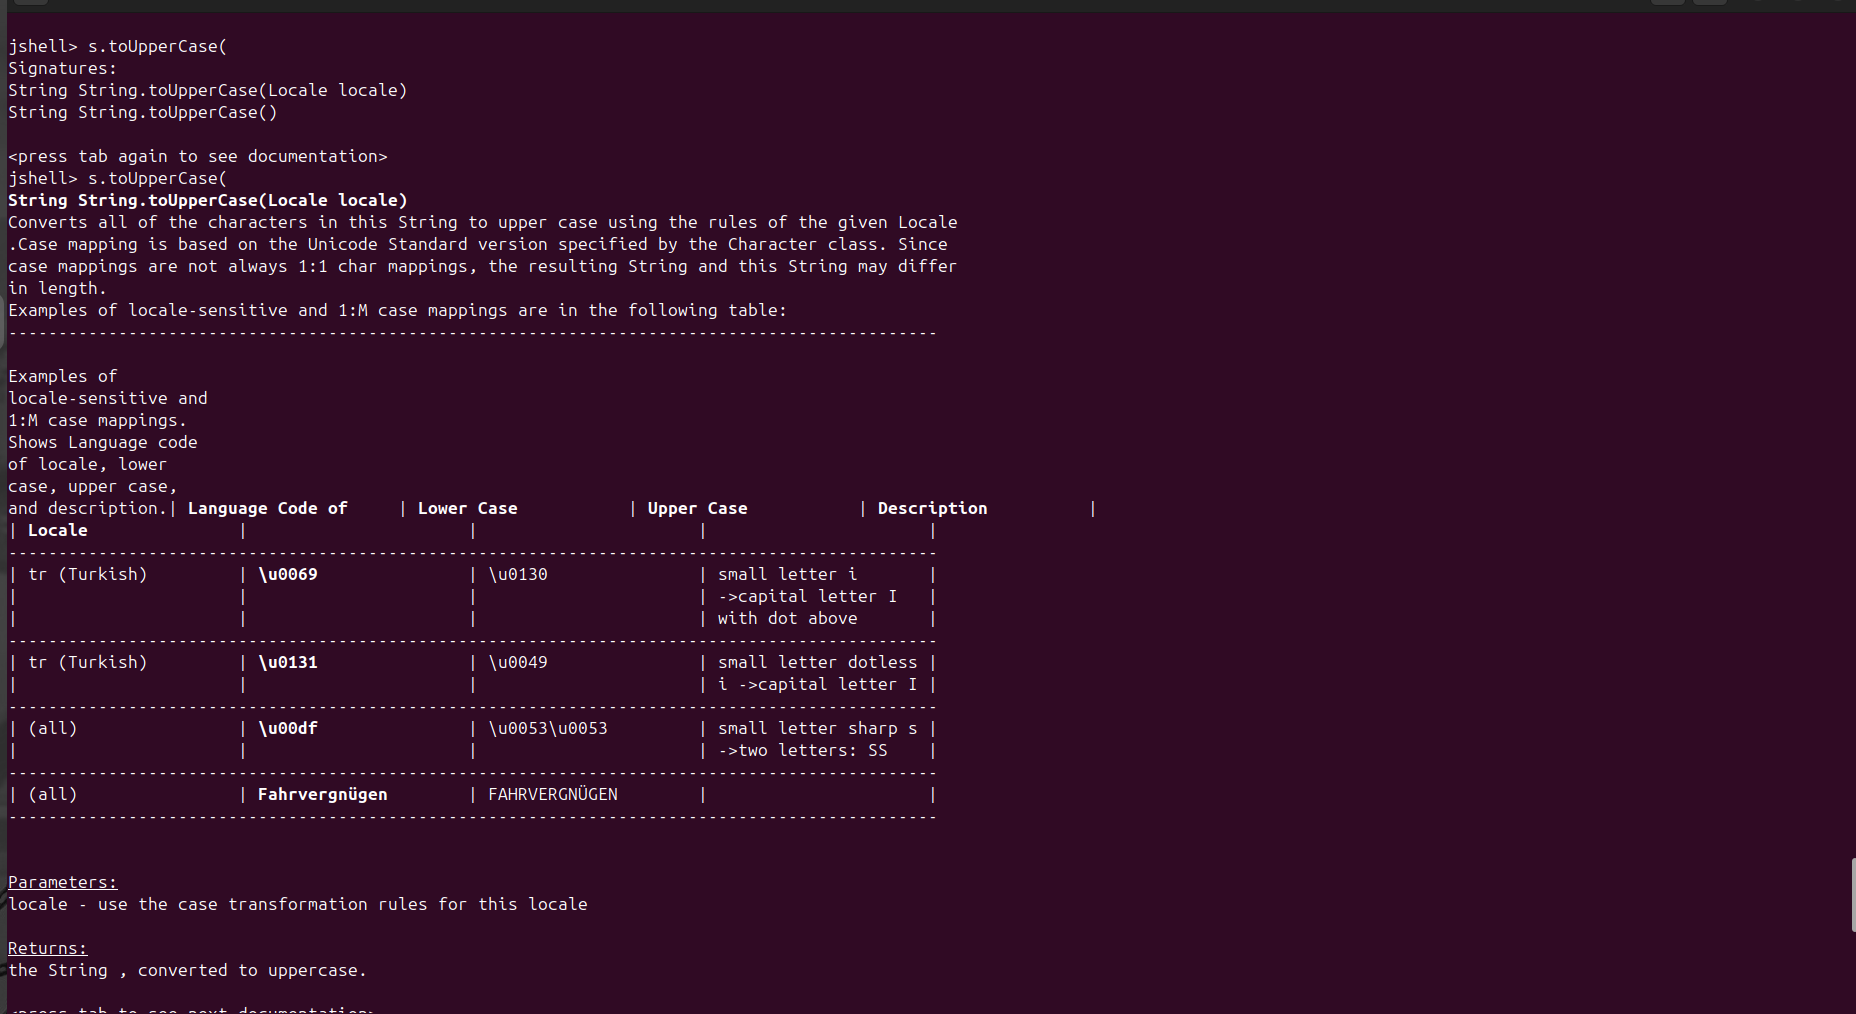 jshell> s.toUpperCase(
Signatures:
String String.toUpperCase(Locale locale)
String String.toUpperCase()
<press tab again to see documentation>
jshell> s.toUpperCase(
String String.toUpperCase(Locale locale)
Converts all of the characters in this String to upper case using the rules of the given Locale
.Case mapping is based on the Unicode Standard version specified by the Character class. Since
case mappings are not always 1:1 char mappings, the resulting String and this String may differ
in length.
Examples of locale-sensitive and 1:M case mappings are in the following table:
---------------------------------------------------------------------------------------------
Examples of
locale-sensitive and
1:M case mappings.
Shows Language code
of locale, lower
case, upper case,
and description.| Language Code of     | Lower Case           | Upper Case           | Description          |
| Locale               |                      |                      |                      |
---------------------------------------------------------------------------------------------
| tr (Turkish)         | \u0069               | \u0130               | small letter i       |
|                      |                      |                      | ->capital letter I   |
|                      |                      |                      | with dot above       |
---------------------------------------------------------------------------------------------
| tr (Turkish)         | \u0131               | \u0049               | small letter dotless |
|                      |                      |                      | i ->capital letter I |
---------------------------------------------------------------------------------------------
| (all)                | \u00df               | \u0053\u0053         | small letter sharp s |
|                      |                      |                      | ->two letters: SS    |
---------------------------------------------------------------------------------------------
| (all)                | Fahrvergnügen        | FAHRVERGNÜGEN        |                      |
---------------------------------------------------------------------------------------------
Parameters:
locale - use the case transformation rules for this locale
Returns:
the String , converted to uppercase.
<press tab to see next documentation>